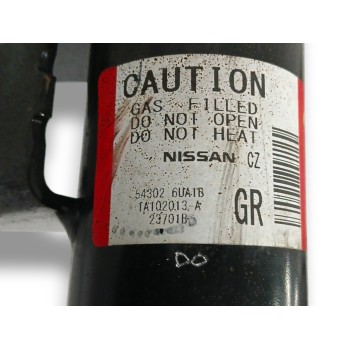 CAUTION
GAS FILLED
DO NOT OPEN
DO NOT HEAT
NISSAN CZ
54302 6UA1B
TA102013-A
23701B
GR
DO